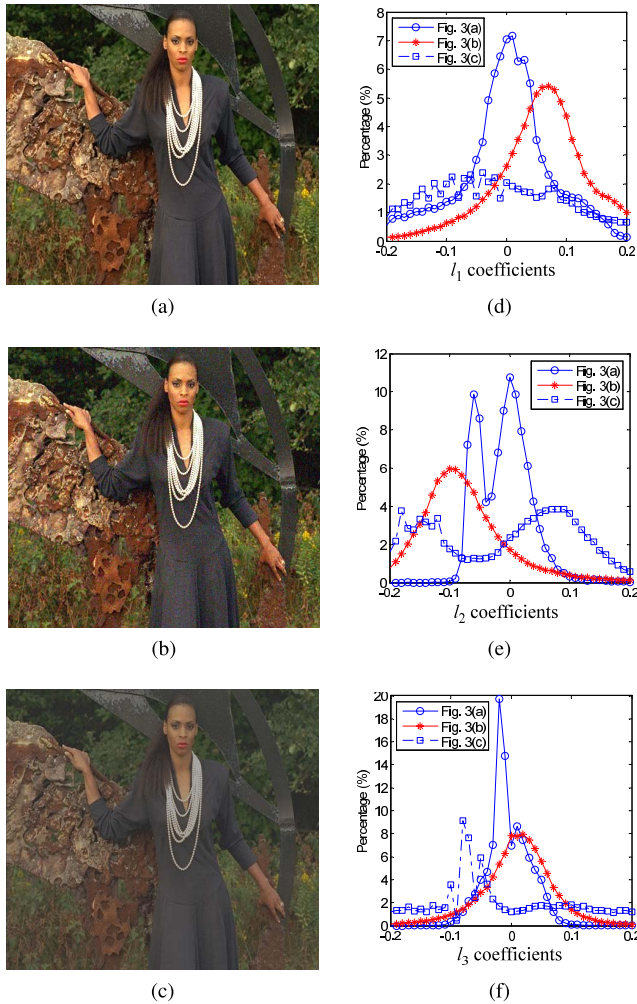 (a)
8
7
6
5
4
3
2
1
0
Percentage (%)
Fig. 3(a)
Fig. 3(b)
Fig. 3(c)
-0.2
-0.1
0
0.1
0.2
l1 coefficients
(d)
(b)
12
10
8
6
4
2
0
Percentage (%)
Fig. 3(a)
Fig. 3(b)
Fig. 3(c)
-0.2
-0.1
0
0.1
0.2
l2 coefficients
(e)
(c)
20
18
16
14
12
10
8
6
4
2
0
Percentage (%)
Fig. 3(a)
Fig. 3(b)
Fig. 3(c)
-0.2
-0.1
0
0.1
0.2
l3 coefficients
(f)